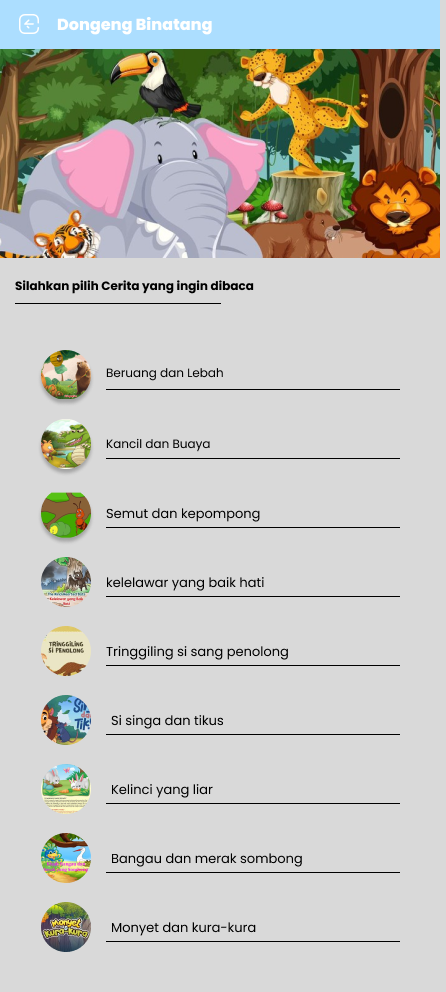 Dongeng Binatang
Silahkan pilih Cerita yang ingin dibaca
Beruang dan Lebah
Kancil dan Buaya
Semut dan kepompong
kelelawar yang baik hati
TRINGGILING
SI PENOLONG
Tringgiling si sang penolong
Si singa dan tikus
Kelinci yang liar
Bangau dan merak sombong
Monyet
Kura-kura
Monyet dan kura-kura